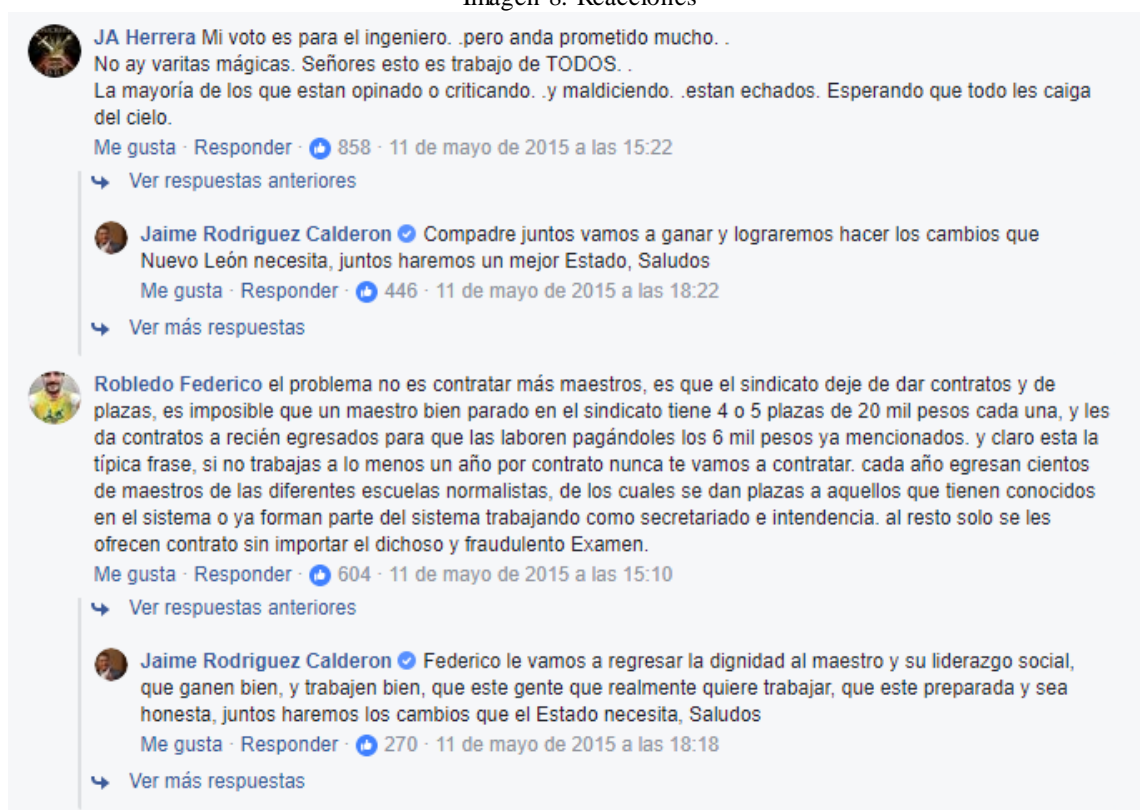 Imagen 8. Reacciones
JA Herrera Mi voto es para el ingeniero. .pero anda prometido mucho. .
No ay varitas mágicas. Señores esto es trabajo de TODOS. .
La mayoría de los que estan opinado o criticando. .y maldiciendo. .estan echados. Esperando que todo les caiga
del cielo.
Me gusta · Responder · 858 · 11 de mayo de 2015 a las 15:22
Ver respuestas anteriores
Jaime Rodriguez Calderon Compadre juntos vamos a ganar y lograremos hacer los cambios que
Nuevo León necesita, juntos haremos un mejor Estado, Saludos
Me gusta · Responder · 446 · 11 de mayo de 2015 a las 18:22
Ver más respuestas
Robledo Federico el problema no es contratar más maestros, es que el sindicato deje de dar contratos y de
plazas, es imposible que un maestro bien parado en el sindicato tiene 4 o 5 plazas de 20 mil pesos cada una, y les
da contratos a recién egresados para que las laboren pagándoles los 6 mil pesos ya mencionados. y claro esta la
típica frase, si no trabajas a lo menos un año por contrato nunca te vamos a contratar. cada año egresan cientos
de maestros de las diferentes escuelas normalistas, de los cuales se dan plazas a aquellos que tienen conocidos
en el sistema o ya forman parte del sistema trabajando como secretariado e intendencia. al resto solo se les
ofrecen contrato sin importar el dichoso y fraudulento Examen.
Me gusta · Responder · 604 · 11 de mayo de 2015 a las 15:10
Ver respuestas anteriores
Jaime Rodriguez Calderon Federico le vamos a regresar la dignidad al maestro y su liderazgo social,
que ganen bien, y trabajen bien, que este gente que realmente quiere trabajar, que este preparada y sea
honesta, juntos haremos los cambios que el Estado necesita, Saludos
Me gusta · Responder · 270 · 11 de mayo de 2015 a las 18:18
Ver más respuestas